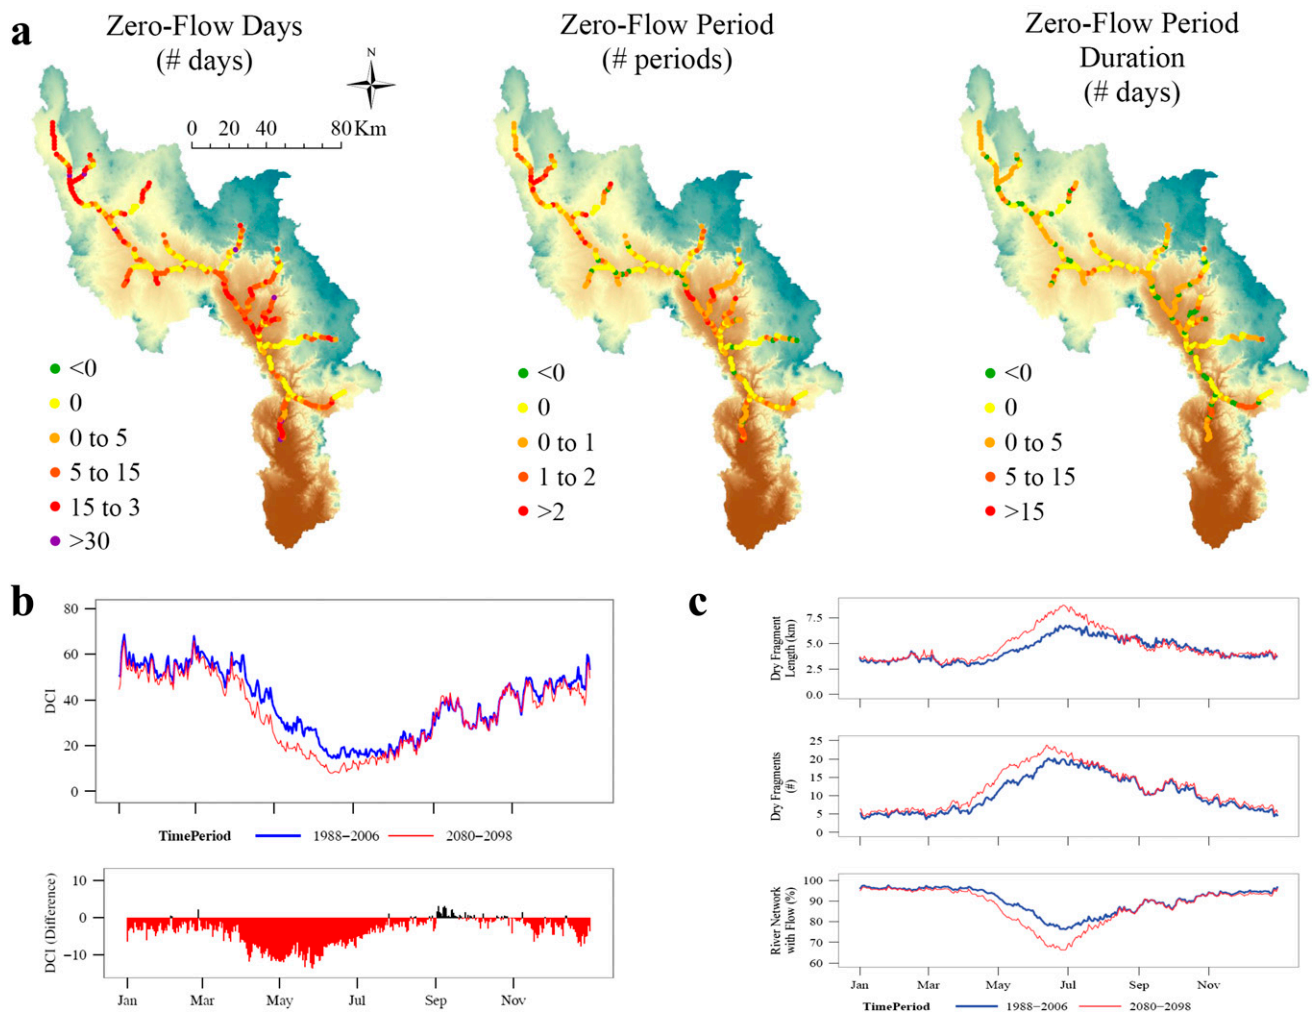 a
Zero-Flow Days
(# days)
N
0 20 40 80 Km
<0
0
0 to 5
5 to 15
15 to 3
>30
Zero-Flow Period
(# periods)
<0
0
0 to 1
1 to 2
>2
Zero-Flow Period
Duration
(# days)
<0
0
0 to 5
5 to 15
>15
b
DCI
80
60
40
20
0
TimePeriod 1988–2006 2080–2098
DCI (Difference)
10
0
−10
Jan Mar May Jul Sep Nov
c
Dry Fragment
Length (km)
7.5
5.0
2.5
0.0
Dry Fragments
(#)
25
20
15
10
5
0
River Network
with Flow (%)
100
90
80
70
60
Jan Mar May Jul Sep Nov
TimePeriod 1988–2006 2080–2098